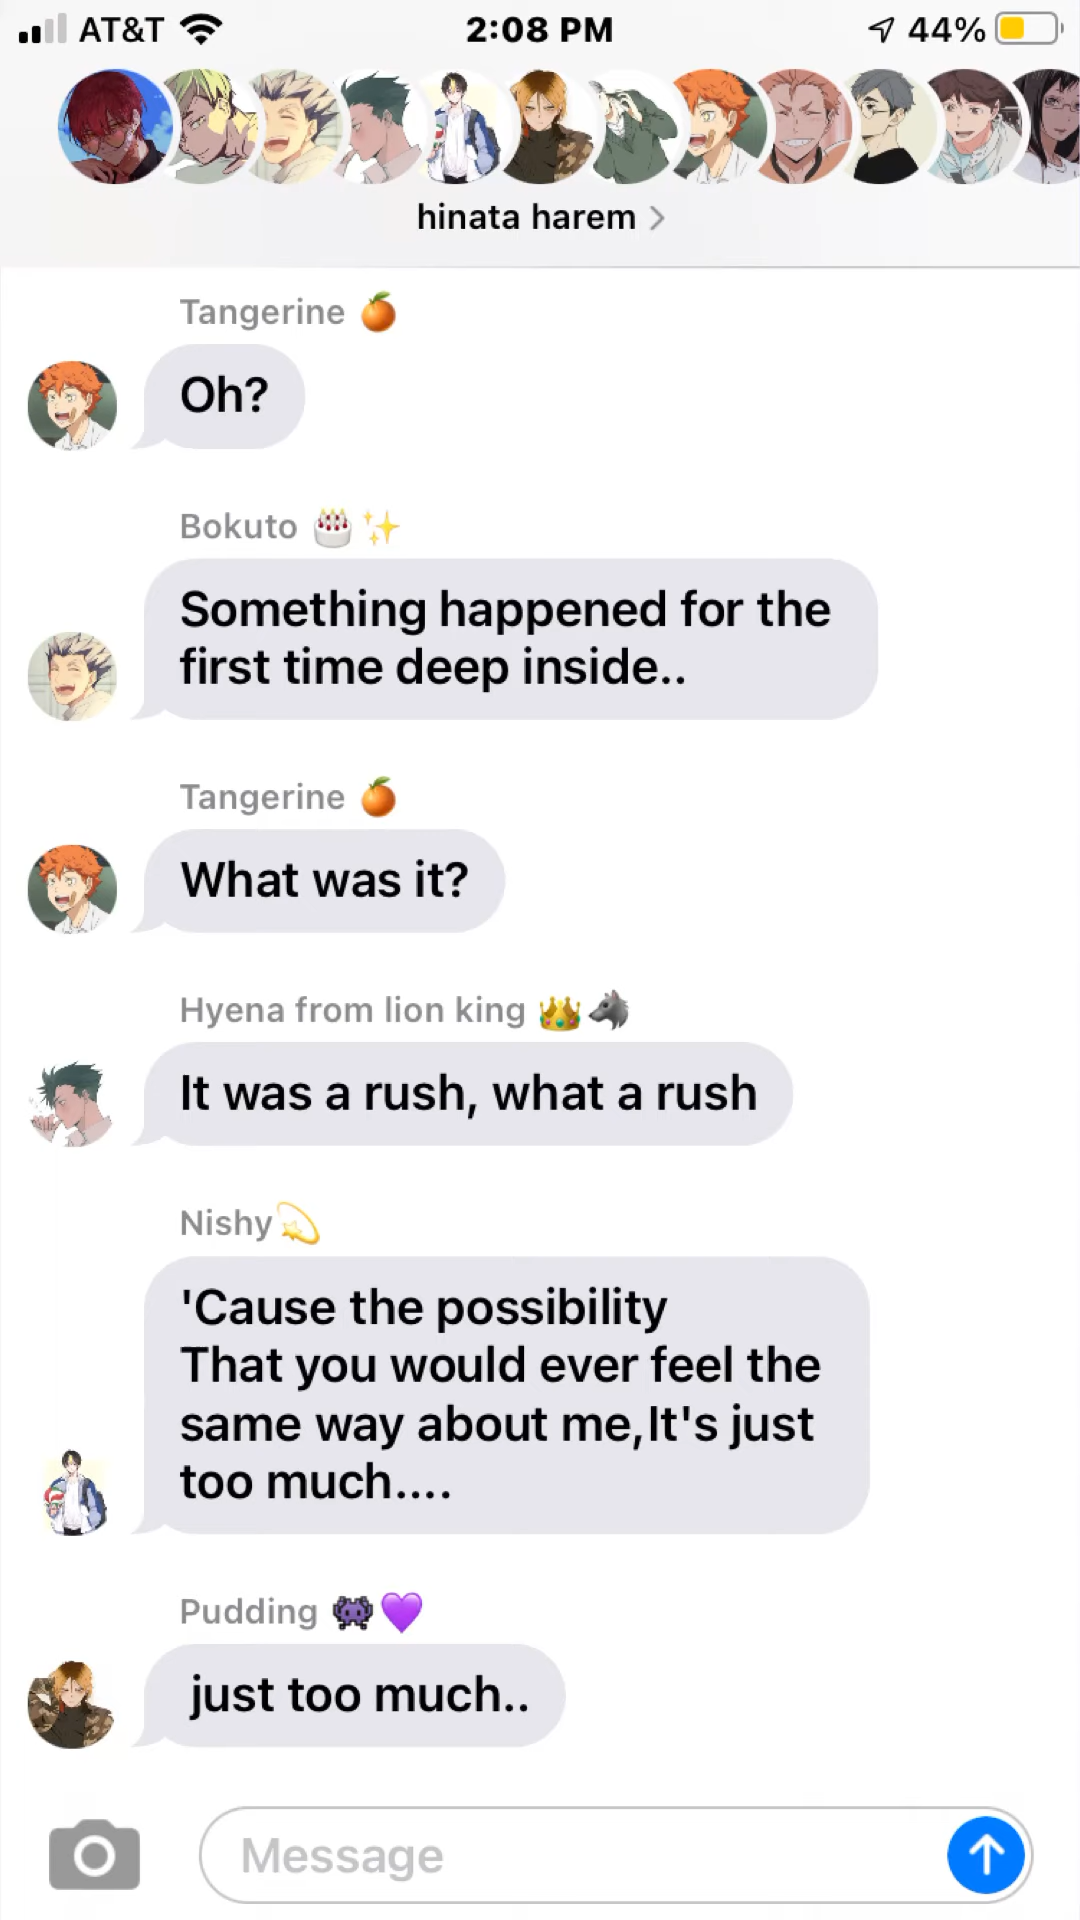 AT&T 2:08 PM 44%
hinata harem
Tangerine 🍊
Oh?
Bokuto 🎂✨
Something happened for the
first time deep inside..
Tangerine 🍊
What was it?
Hyena from lion king 👑🐺
It was a rush, what a rush
Nishy💫
'Cause the possibility
That you would ever feel the
same way about me,It's just
too much....
Pudding 👾💜
just too much..
Message